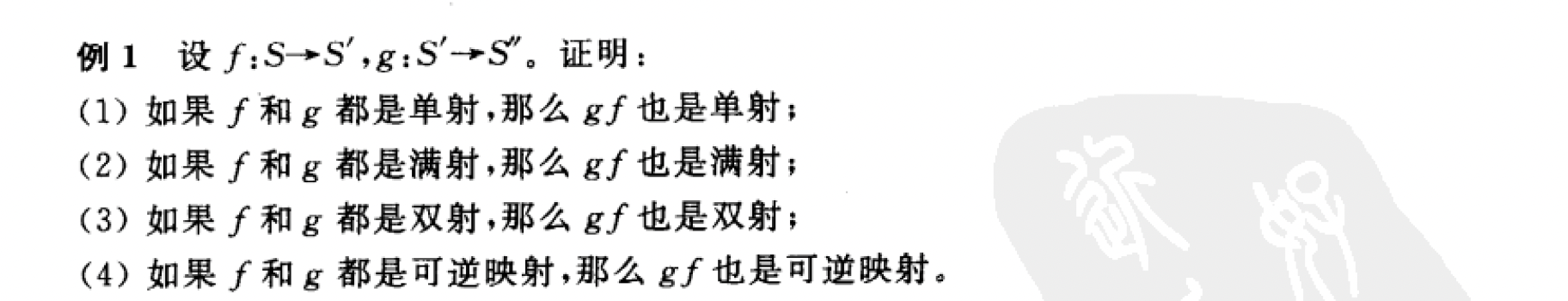 例 1 设 f:S→S′,g:S′→S″。证明:
(1) 如果 f 和 g 都是单射,那么 gf 也是单射;
(2) 如果 f 和 g 都是满射,那么 gf 也是满射;
(3) 如果 f 和 g 都是双射,那么 gf 也是双射;
(4) 如果 f 和 g 都是可逆映射,那么 gf 也是可逆映射。